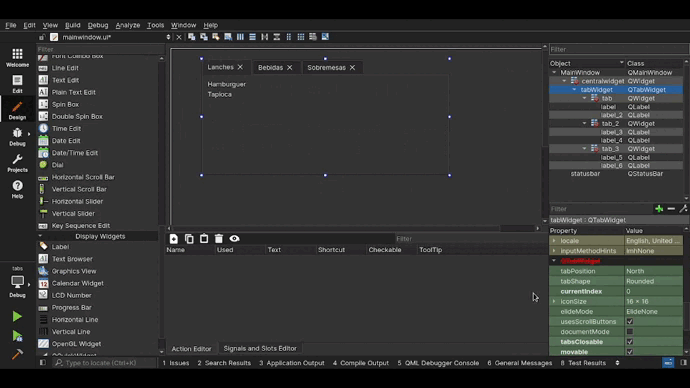 File Edit View Build Debug Analyze Tools Window Help
mainwindow.ui*
Welcome
Edit
Design
Debug
Projects
Help
tabs
Debug
Filter
Font Combo Box
Line Edit
Text Edit
Plain Text Edit
Spin Box
Double Spin Box
Time Edit
Date Edit
Date/Time Edit
Dial
Horizontal Scroll Bar
Vertical Scroll Bar
Horizontal Slider
Vertical Slider
Key Sequence Edit
Display Widgets
Label
Text Browser
Graphics View
Calendar Widget
LCD Number
Progress Bar
Horizontal Line
Vertical Line
OpenGL Widget
Lanches Bebidas Sobremesas
Hamburguer
Tapioca
Filter
Name Used Text Shortcut Checkable ToolTip
Action Editor Signals and Slots Editor
Filter
Object Class
MainWindow QMainWindow
centralwidget QWidget
tabWidget QTabWidget
tab QWidget
label QLabel
label_2 QLabel
tab_2 QWidget
label_3 QLabel
label_4 QLabel
tab_3 QWidget
label_5 QLabel
label_6 QLabel
statusbar QStatusBar
Filter
tabWidget : QTabWidget
Property Value
locale English, United ...
inputMethodHints ImhNone
QTabWidget
tabPosition North
tabShape Rounded
currentIndex 0
iconSize 16 × 16
elideMode ElideNone
usesScrollButtons
documentMode
tabsClosable
movable
Type to locate (Ctrl+K) 1 Issues 2 Search Results 3 Application Output 4 Compile Output 5 QML Debugger Console 6 General Messages 8 Test Results